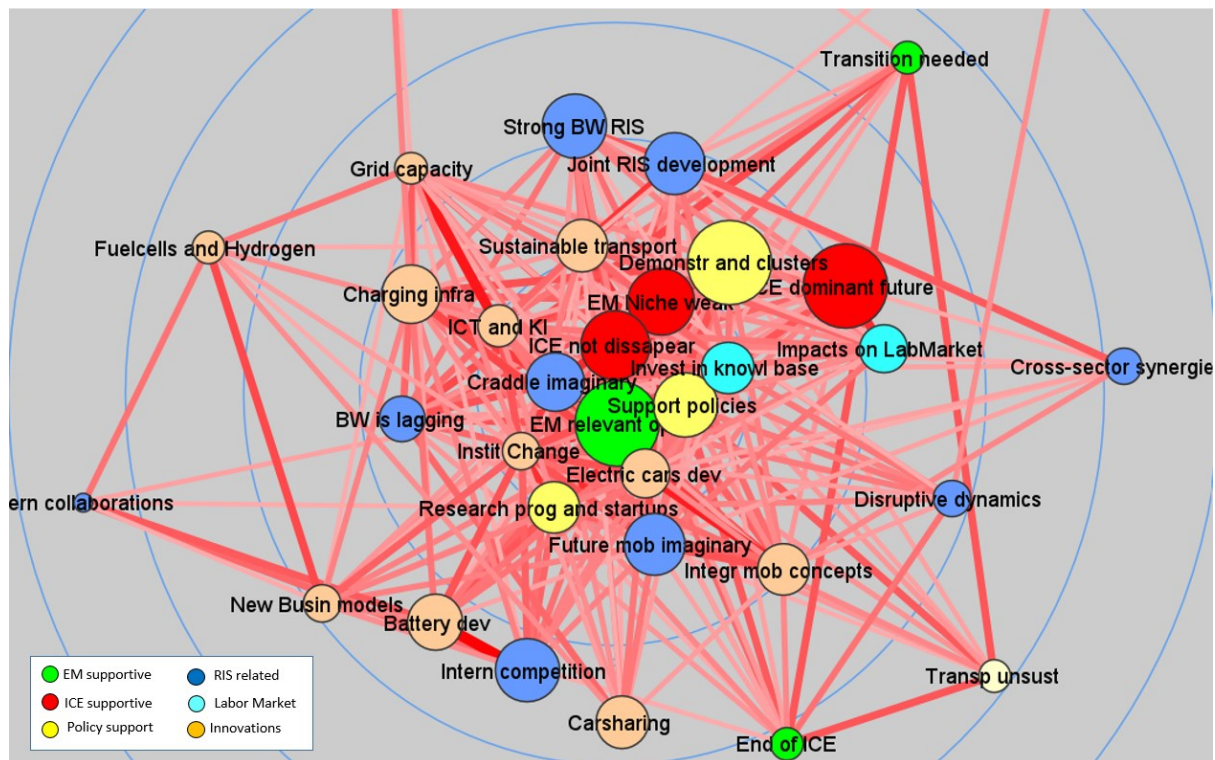 Transition needed
Strong BW RIS
Joint RIS development
Grid capacity
Fuelcells and Hydrogen
Sustainable transport
Demonstr and clusters
Charging infra
EM Niche weak
CE dominant future
ICT and KI
ICE not dissapear
Impacts on LabMarket
Invest in knowl base
Cross-sector synergie
Craddle imaginary
Support policies
BW is lagging
EM relevant op
Instit Change
Electric cars dev
ern collaborations
Disruptive dynamics
Research prog and startups
Future mob imaginary
Integr mob concepts
New Busin models
Battery dev
Intern competition
Transp unsust
Carsharing
End of ICE
EM supportive
RIS related
ICE supportive
Labor Market
Policy support
Innovations